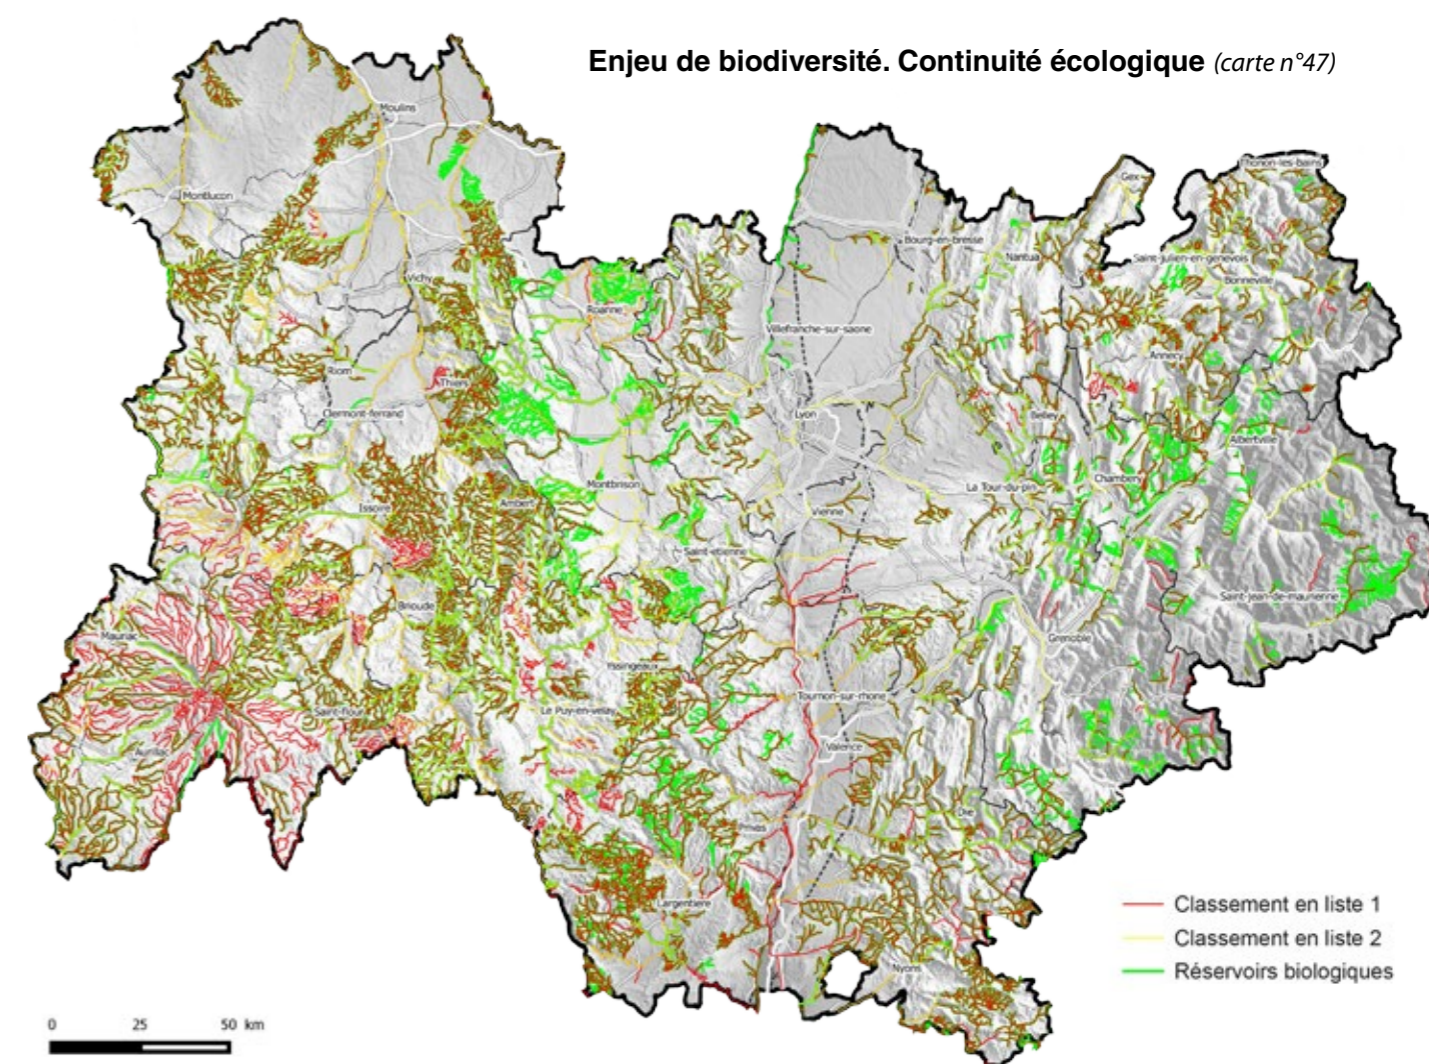 Enjeu de biodiversité. Continuité écologique (carte n°47)
Moulins
Montlucon
Thonon-les-bains
Gex
Bourg-en-bresse
Nantua
Saint-julien-en-genevois
Bonneville
Vichy
Roanne
Villefranche-sur-saone
Annecy
Riom
Thiers
Clermont-ferrand
Lyon
Belley
Albertville
Montbrison
La Tour-du-pin
Chambery
Issoire
Ambert
Vienne
Saint-etienne
Saint-jean-de-maurienne
Brioude
Mauriac
Grenoble
Yssingeaux
Saint-flour
Le Puy-en-velay
Tournon-sur-rhone
Aurillac
Valence
Privas
Die
Largentiere
Nyons
Classement en liste 1
Classement en liste 2
Réservoirs biologiques
0 25 50 km